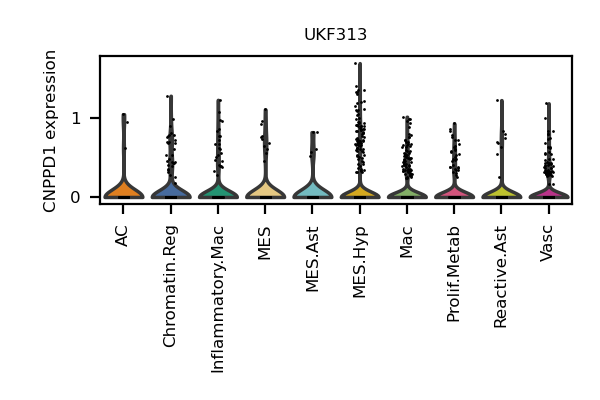 UKF313
CNPPD1 expression
1
0
AC
Chromatin.Reg
Inflammatory.Mac
MES
MES.Ast
MES.Hyp
Mac
Prolif.Metab
Reactive.Ast
Vasc